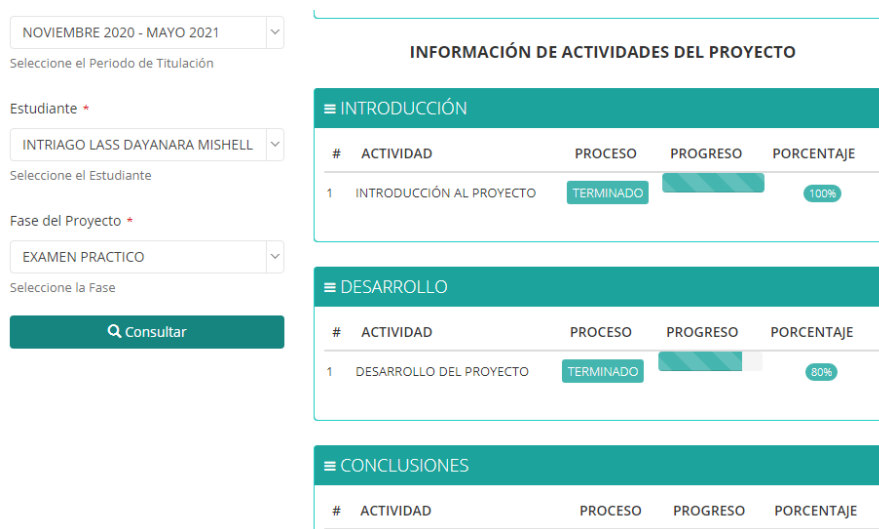 NOVIEMBRE 2020 - MAYO 2021
Seleccione el Periodo de Titulación
Estudiante *
INTRIAGO LASS DAYANARA MISHELL
Seleccione el Estudiante
Fase del Proyecto *
EXAMEN PRACTICO
Seleccione la Fase
Consultar
INFORMACIÓN DE ACTIVIDADES DEL PROYECTO
INTRODUCCIÓN
# ACTIVIDAD PROCESO PROGRESO PORCENTAJE
1 INTRODUCCIÓN AL PROYECTO TERMINADO 100%
DESARROLLO
# ACTIVIDAD PROCESO PROGRESO PORCENTAJE
1 DESARROLLO DEL PROYECTO TERMINADO 80%
CONCLUSIONES
# ACTIVIDAD PROCESO PROGRESO PORCENTAJE